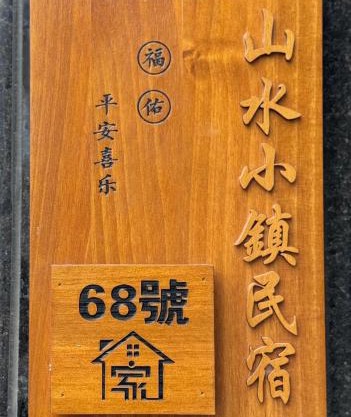 山水小鎮民宿
福佑
平安喜乐
68號
家